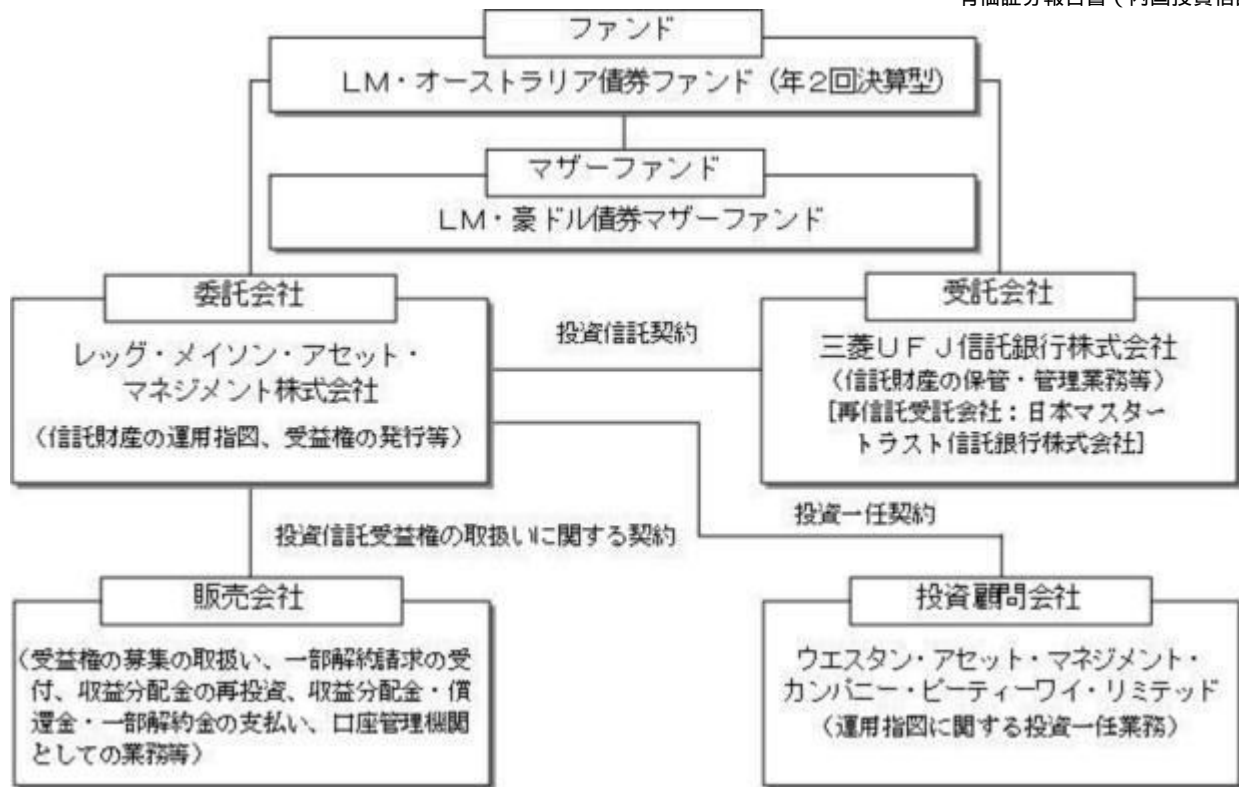 ファンド
LM・オーストラリア債券ファンド（年2回決算型）
マザーファンド
LM・豪ドル債券マザーファンド
委託会社
レッグ・メイソン・アセット・
マネジメント株式会社
（信託財産の運用指図、受益権の発行等）
投資信託契約
受託会社
三菱UFJ信託銀行株式会社
（信託財産の保管・管理業務等）
[再信託受託会社：日本マスター
トラスト信託銀行株式会社]
投資信託受益権の取扱いに関する契約
投資一任契約
販売会社
（受益権の募集の取扱い、一部解約請求の受
付、収益分配金の再投資、収益分配金・償
還金・一部解約金の支払い、口座管理機関
としての業務等）
投資顧問会社
ウエスタン・アセット・マネジメント・
カンパニー・ピーティーワイ・リミテッド
（運用指図に関する投資一任業務）